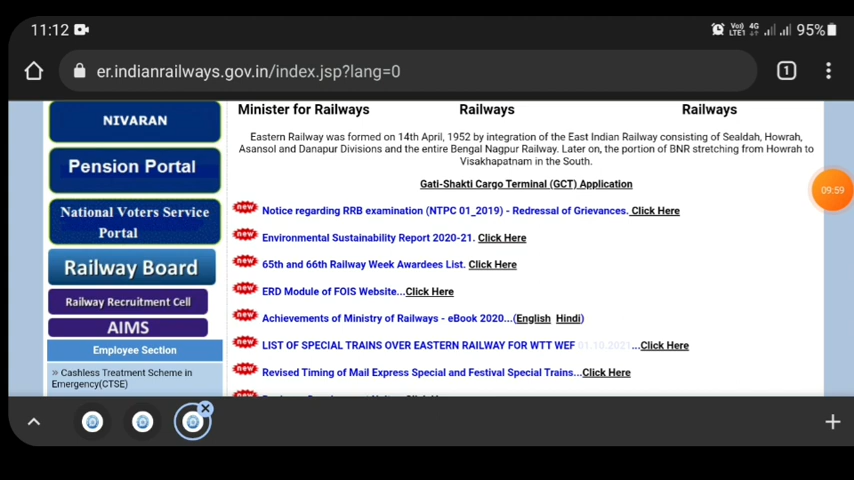 11:12
Vo))
LTE1
4G
95%
er.indianrailways.gov.in/index.jsp?lang=0
1
NIVARAN
Pension Portal
National Voters Service
Portal
Railway Board
Railway Recruitment Cell
AIMS
Employee Section
» Cashless Treatment Scheme in
Emergency(CTSE)
Minister for Railways
Railways
Railways
Eastern Railway was formed on 14th April, 1952 by integration of the East Indian Railway consisting of Sealdah, Howrah,
Asansol and Danapur Divisions and the entire Bengal Nagpur Railway. Later on, the portion of BNR stretching from Howrah to
Visakhapatnam in the South.
Gati-Shakti Cargo Terminal (GCT) Application
new Notice regarding RRB examination (NTPC 01_2019) - Redressal of Grievances. Click Here
new Environmental Sustainability Report 2020-21. Click Here
new 65th and 66th Railway Week Awardees List. Click Here
new ERD Module of FOIS Website...Click Here
new Achievements of Ministry of Railways - eBook 2020...(English Hindi)
new LIST OF SPECIAL TRAINS OVER EASTERN RAILWAY FOR WTT WEF 01.10.2021...Click Here
new Revised Timing of Mail Express Special and Festival Special Trains...Click Here
09:59